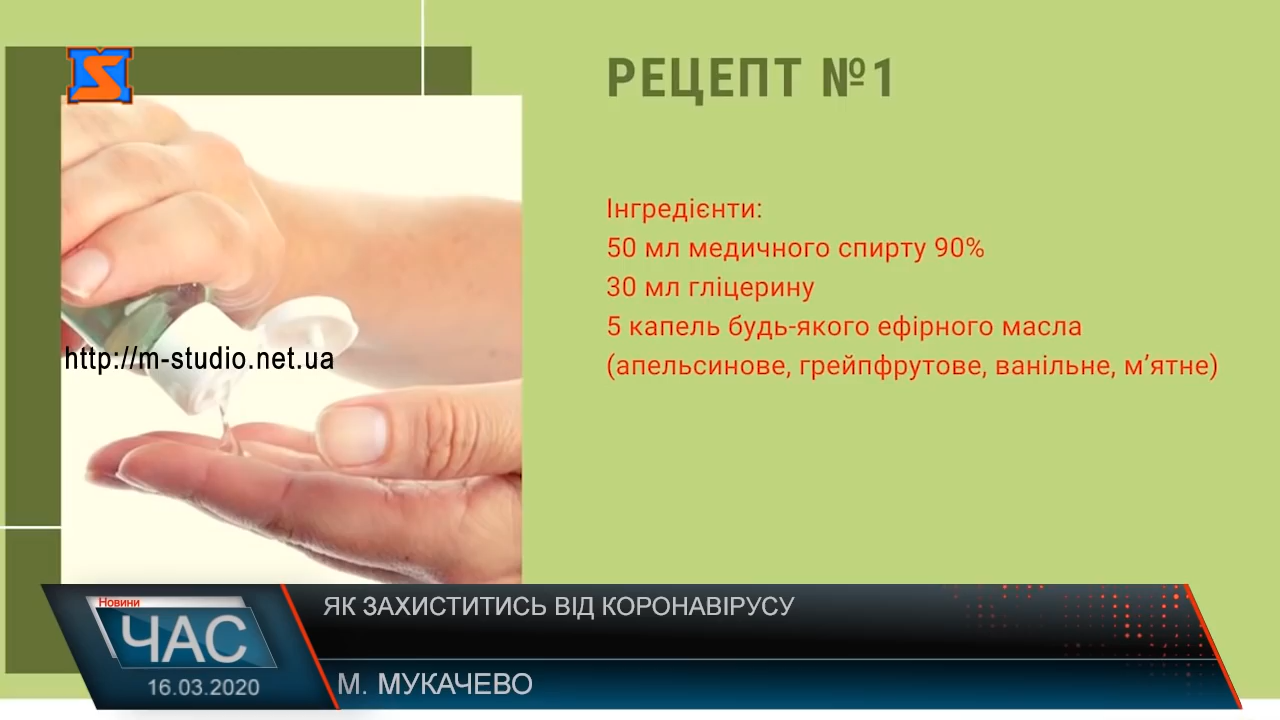 РЕЦЕПТ №1
Інгредієнти:
50 мл медичного спирту 90%
30 мл гліцерину
5 капель будь-якого ефірного масла
(апельсинове, грейпфрутове, ванільне, м’ятне)
http://m-studio.net.ua
Новини
ЧАС
16.03.2020
ЯК ЗАХИСТИТИСЬ ВІД КОРОНАВІРУСУ
М. МУКАЧЕВО